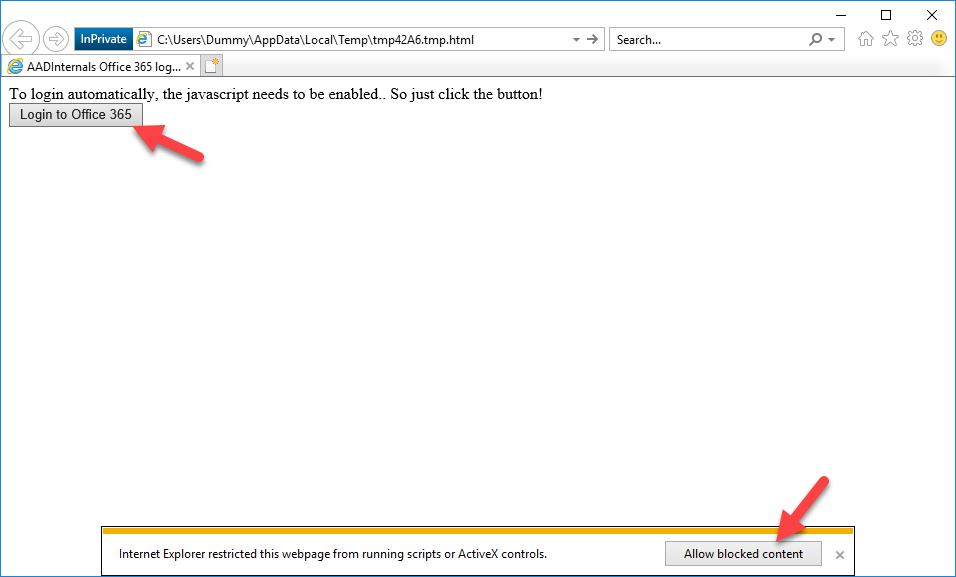 InPrivate C:\Users\Dummy\AppData\Local\Temp\tmp42A6.tmp.html Search...
AADInternals Office 365 log...
To login automatically, the javascript needs to be enabled.. So just click the button!
Login to Office 365
Internet Explorer restricted this webpage from running scripts or ActiveX controls. Allow blocked content